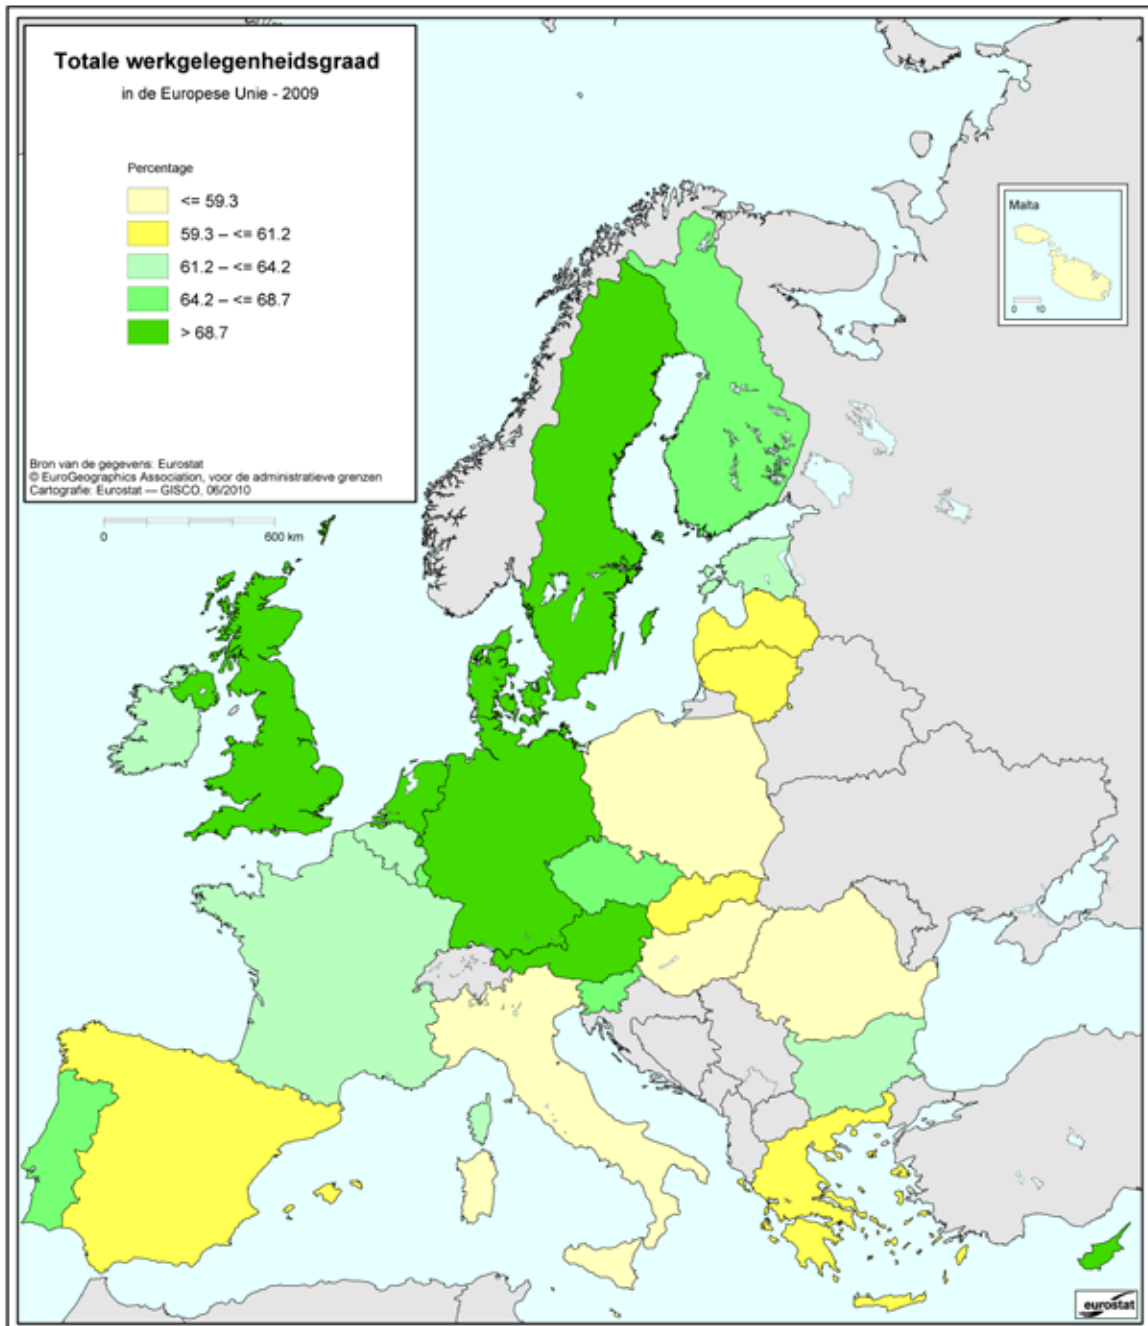 Totale werkgelegenheidsgraad
in de Europese Unie - 2009
Percentage
<= 59.3
59.3 – <= 61.2
61.2 – <= 64.2
64.2 – <= 68.7
> 68.7
Bron van de gegevens: Eurostat
© EuroGeographics Association, voor de administratieve grenzen
Cartografie: Eurostat — GISCO, 06/2010
0 600 km
Malta
0 10
eurostat